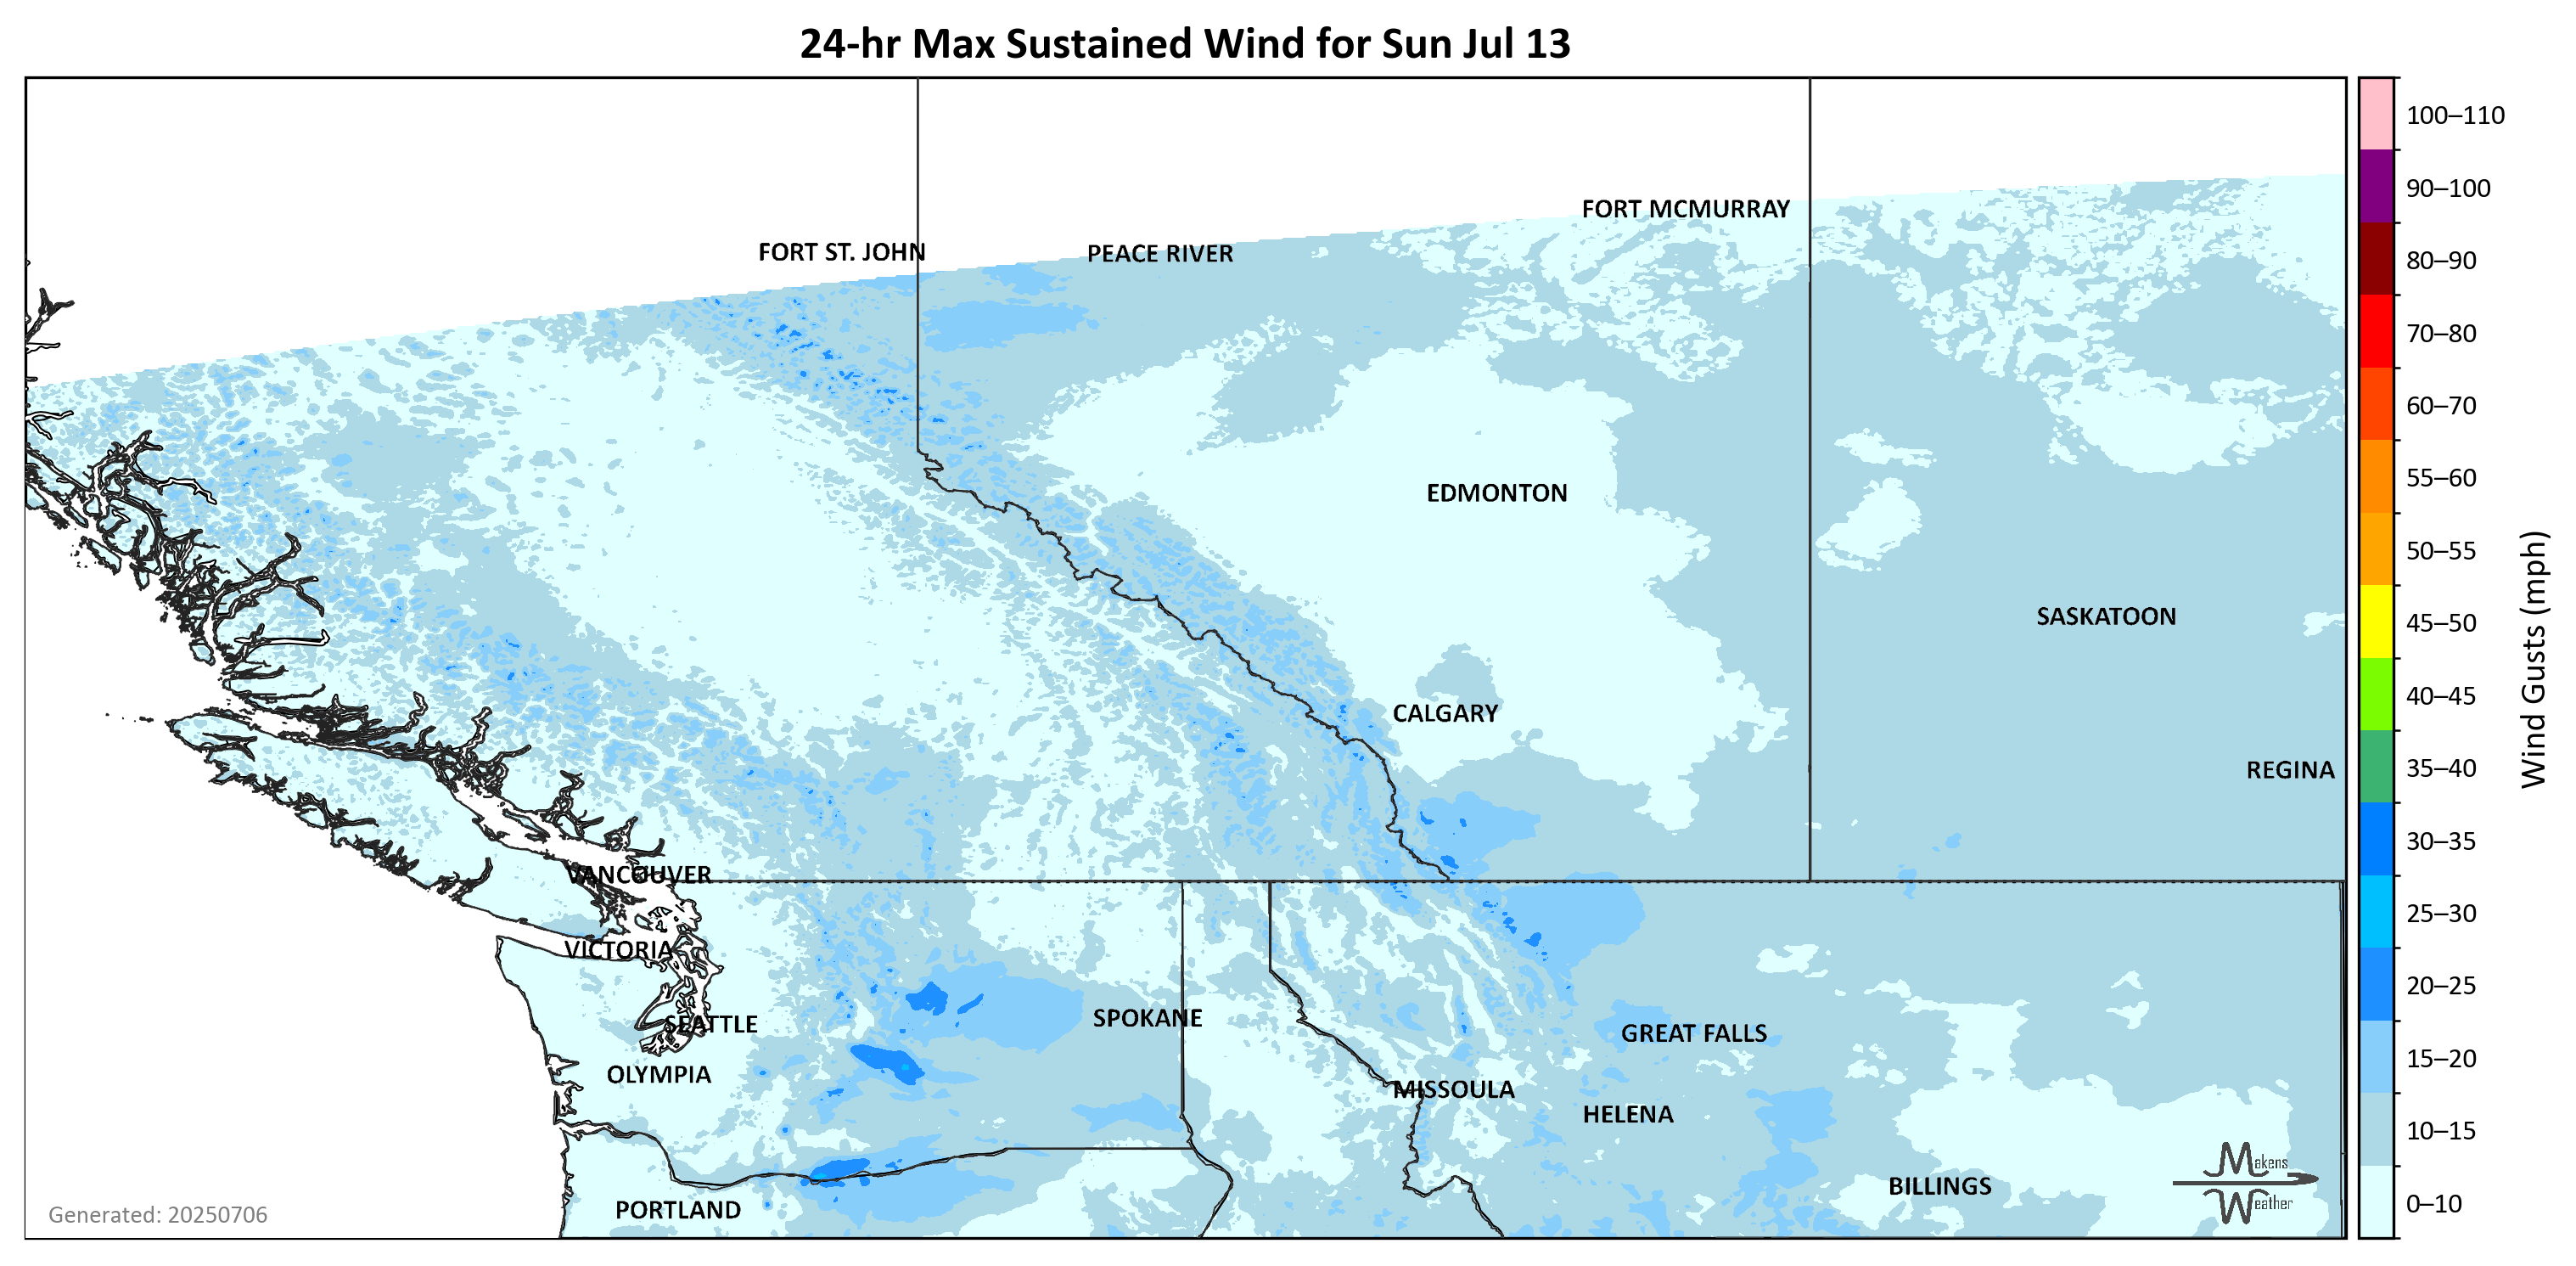 24-hr Max Sustained Wind for Sun Jul 13
FORT MCMURRAY
FORT ST. JOHN
PEACE RIVER
EDMONTON
SASKATOON
CALGARY
REGINA
VANCOUVER
VICTORIA
SPOKANE
SEATTLE
GREAT FALLS
OLYMPIA
MISSOULA
HELENA
BILLINGS
PORTLAND
Makens
Weather
Generated: 20250706
100–110
90–100
80–90
70–80
60–70
55–60
50–55
45–50
40–45
35–40
30–35
25–30
20–25
15–20
10–15
0–10
Wind Gusts (mph)